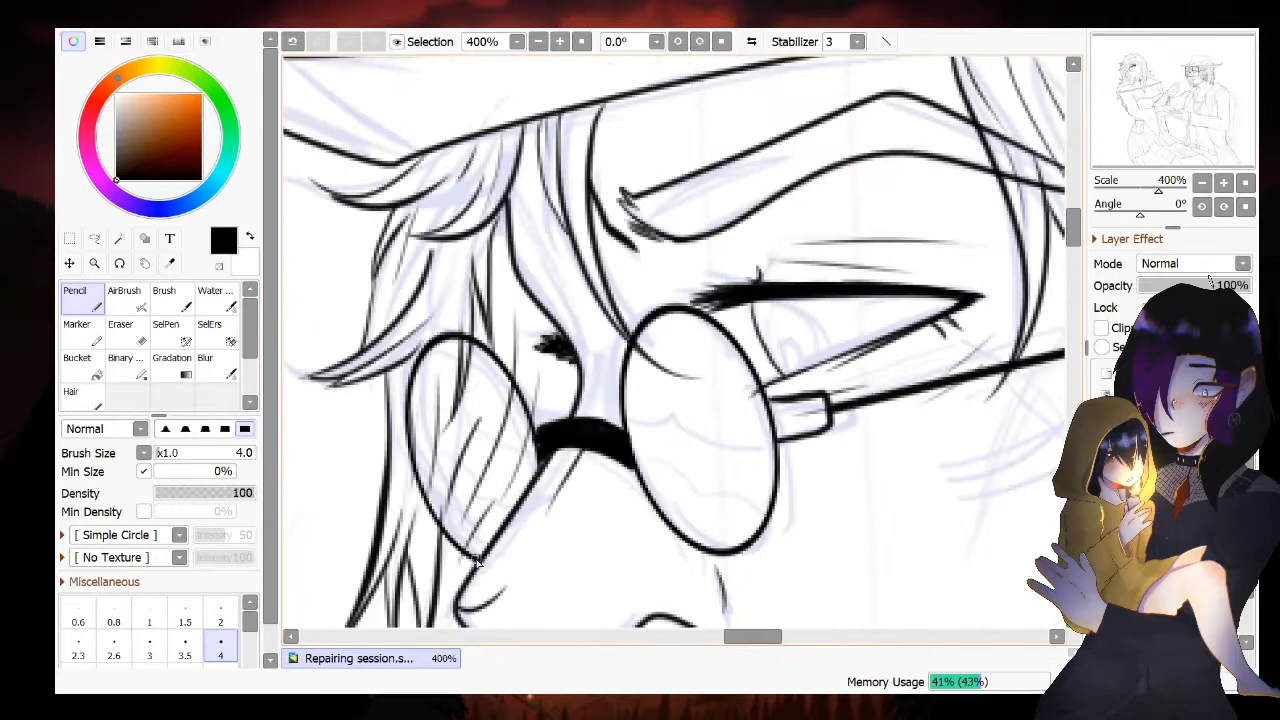 Selection 400% 0.0° Stabilizer 3
Scale 400%
Angle 0°
Layer Effect
Mode Normal
Opacity 100%
Lock
T
Pencil AirBrush Brush Water ...
Marker Eraser SelPen SelErs
Bucket Binary ... Gradation Blur
Hair
Normal
Brush Size x1.0 4.0
Min Size 0%
Density 100
Min Density 0%
[ Simple Circle ] Intensity 50
[ No Texture ] Intensity 100
Miscellaneous
0.6 0.8 1 1.5 2
2.3 2.6 3 3.5 4
Repairing session.s... 400%
Memory Usage 41% (43%)